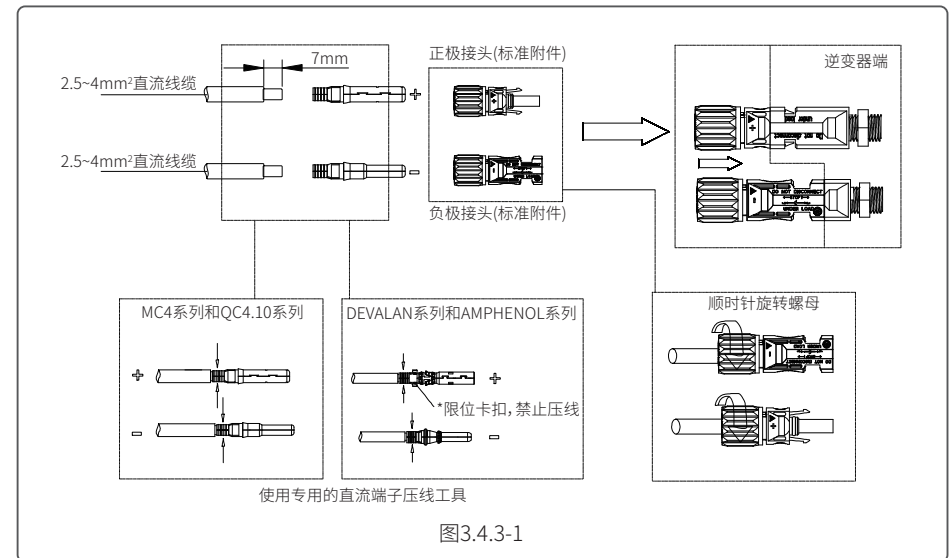 7mm
正极接头(标准附件)
逆变器端
2.5~4mm²直流线缆
+
2.5~4mm²直流线缆
-
负极接头(标准附件)
DO NOT DISCONNECT
UNDER LOAD
MC4系列和QC4.10系列
DEVALAN系列和AMPHENOL系列
顺时针旋转螺母
+
+
*限位卡扣，禁止压线
-
-
使用专用的直流端子压线工具
图3.4.3-1